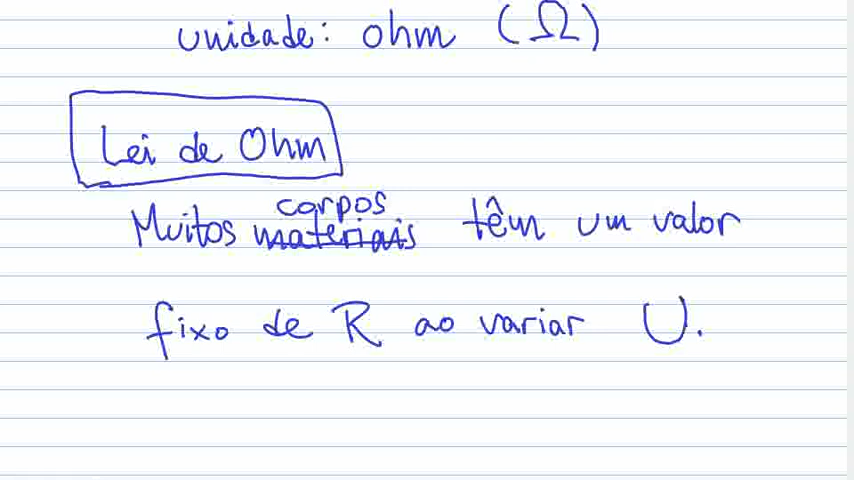 unidade: ohm (Ω)
Lei de Ohm
corpos
Muitos materiais têm um valor
fixo de R ao variar U.